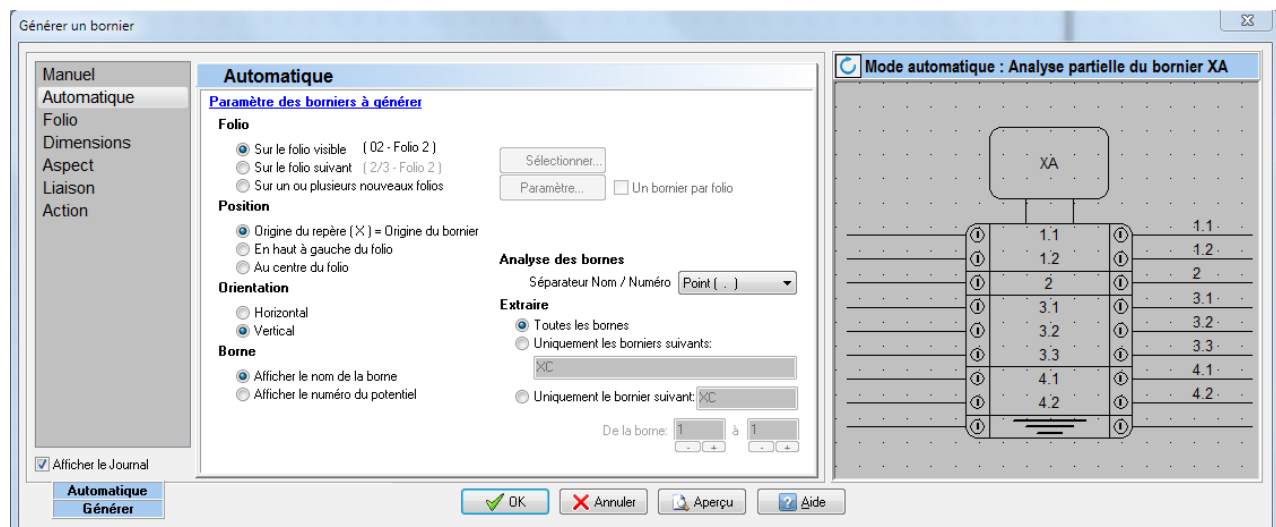 Générer un bornier
Manuel
Automatique
Folio
Dimensions
Aspect
Liaison
Action
Afficher le Journal
Automatique
Générer
Automatique
Paramètre des borniers à générer
Folio
Sur le folio visible ( 02 - Folio 2 )
Sur le folio suivant ( 2/3 - Folio 2 )
Sur un ou plusieurs nouveaux folios
Sélectionner...
Paramètre... Un bornier par folio
Position
Origine du repère ( X ) = Origine du bornier
En haut à gauche du folio
Au centre du folio
Orientation
Horizontal
Vertical
Borne
Afficher le nom de la borne
Afficher le numéro du potentiel
Analyse des bornes
Séparateur Nom / Numéro Point ( . )
Extraire
Toutes les bornes
Uniquement les borniers suivants:
XC
Uniquement le bornier suivant: XC
De la borne: 1 à 1
- + - +
OK Annuler Aperçu Aide
Mode automatique : Analyse partielle du bornier XA
XA
1.1 1.1
1.2 1.2
2 2
3.1 3.1
3.2 3.2
3.3 3.3
4.1 4.1
4.2 4.2